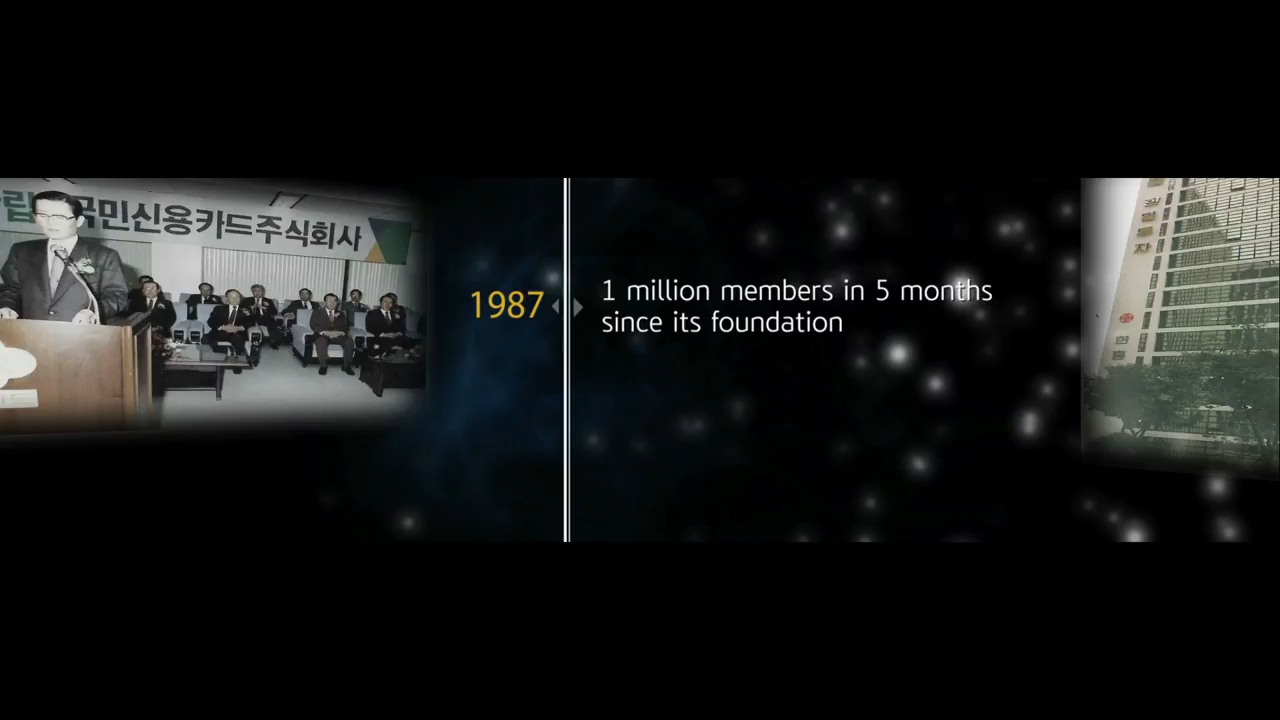 립 국민신용카드주식회사
1987
1 million members in 5 months
since its foundation